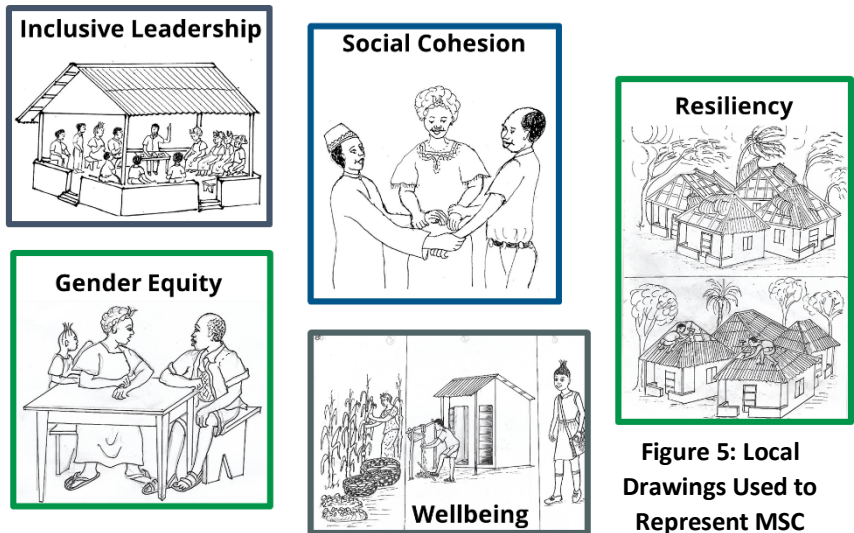 Inclusive Leadership
Social Cohesion
Resiliency
Gender Equity
Wellbeing
Figure 5: Local
Drawings Used to
Represent MSC